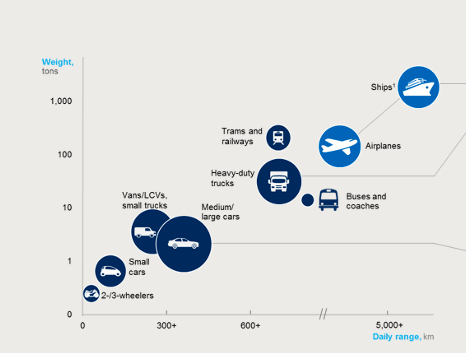 Weight,
tons
1,000
100
10
1
0
Ships¹
Trams and
railways
Airplanes
Heavy-duty
trucks
Buses and
coaches
Vans/LCVs,
small trucks
Medium/
large cars
Small
cars
2-/3-wheelers
0
300+
600+
5,000+
Daily range, km